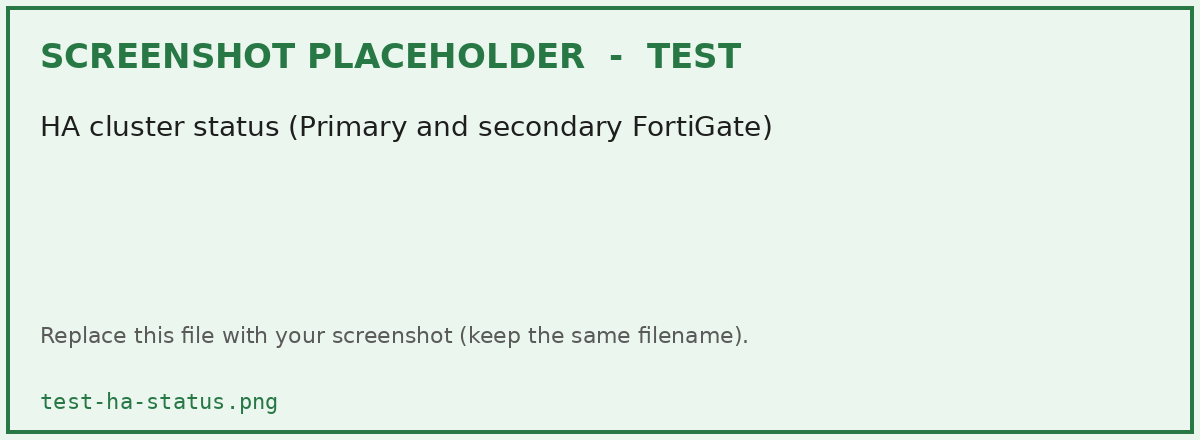 SCREENSHOT PLACEHOLDER - TEST
HA cluster status (Primary and secondary FortiGate)
Replace this file with your screenshot (keep the same filename).
test-ha-status.png